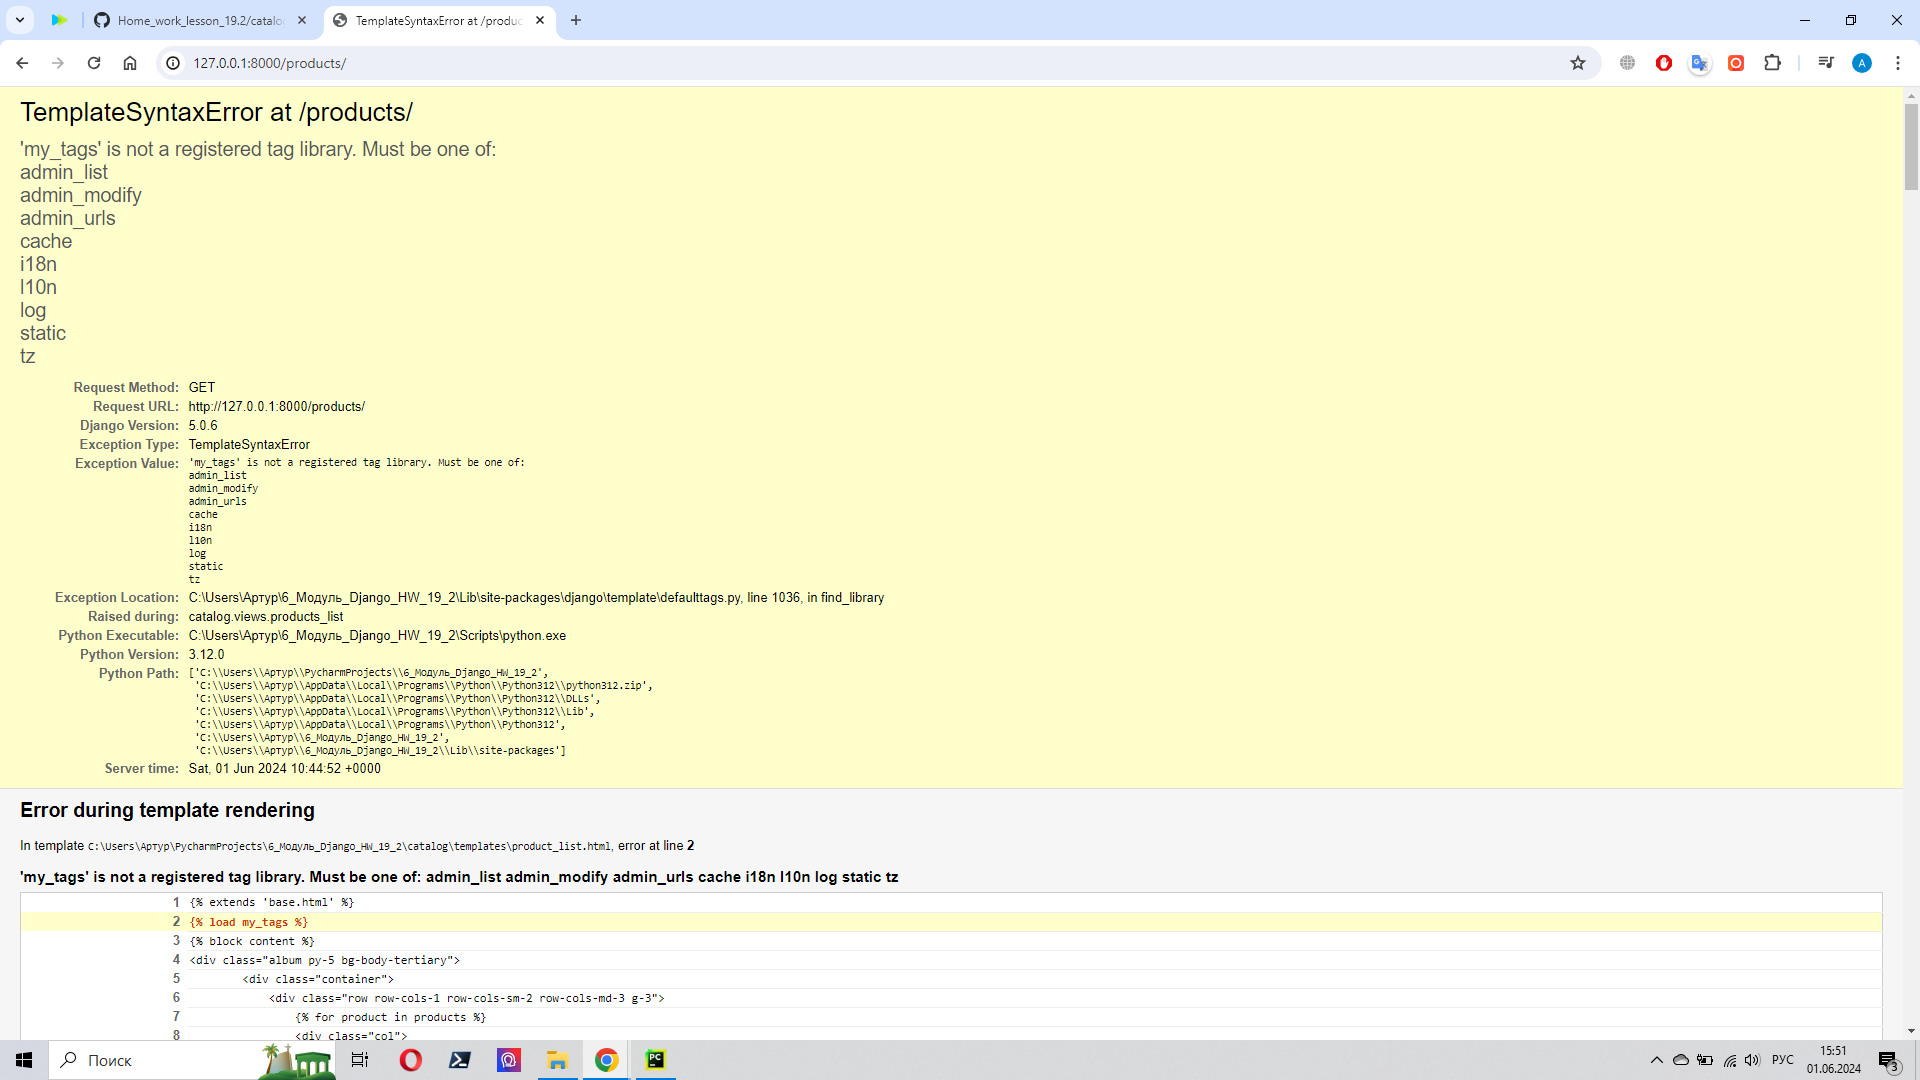 Home_work_lesson_19.2/catalo
TemplateSyntaxError at /produc
127.0.0.1:8000/products/
A
TemplateSyntaxError at /products/
'my_tags' is not a registered tag library. Must be one of:
admin_list
admin_modify
admin_urls
cache
i18n
l10n
log
static
tz
Request Method: GET
Request URL: http://127.0.0.1:8000/products/
Django Version: 5.0.6
Exception Type: TemplateSyntaxError
Exception Value: 'my_tags' is not a registered tag library. Must be one of:
admin_list
admin_modify
admin_urls
cache
i18n
l10n
log
static
tz
Exception Location: C:\Users\Артур\6_Модуль_Django_HW_19_2\Lib\site-packages\django\template\defaulttags.py, line 1036, in find_library
Raised during: catalog.views.products_list
Python Executable: C:\Users\Артур\6_Модуль_Django_HW_19_2\Scripts\python.exe
Python Version: 3.12.0
Python Path: ['C:\\Users\\Артур\\PycharmProjects\\6_Модуль_Django_HW_19_2',
'C:\\Users\\Артур\\AppData\\Local\\Programs\\Python\\Python312\\python312.zip',
'C:\\Users\\Артур\\AppData\\Local\\Programs\\Python\\Python312\\DLLs',
'C:\\Users\\Артур\\AppData\\Local\\Programs\\Python\\Python312\\Lib',
'C:\\Users\\Артур\\AppData\\Local\\Programs\\Python\\Python312',
'C:\\Users\\Артур\\6_Модуль_Django_HW_19_2',
'C:\\Users\\Артур\\6_Модуль_Django_HW_19_2\\Lib\\site-packages']
Server time: Sat, 01 Jun 2024 10:44:52 +0000
Error during template rendering
In template C:\Users\Артур\PycharmProjects\6_Модуль_Django_HW_19_2\catalog\templates\product_list.html, error at line 2
'my_tags' is not a registered tag library. Must be one of: admin_list admin_modify admin_urls cache i18n l10n log static tz
1 {% extends 'base.html' %}
2 {% load my_tags %}
3 {% block content %}
4 <div class="album py-5 bg-body-tertiary">
5 <div class="container">
6 <div class="row row-cols-1 row-cols-sm-2 row-cols-md-3 g-3">
7 {% for product in products %}
8 <div class="col">
Поиск
PC
РУС
15:51
01.06.2024
3